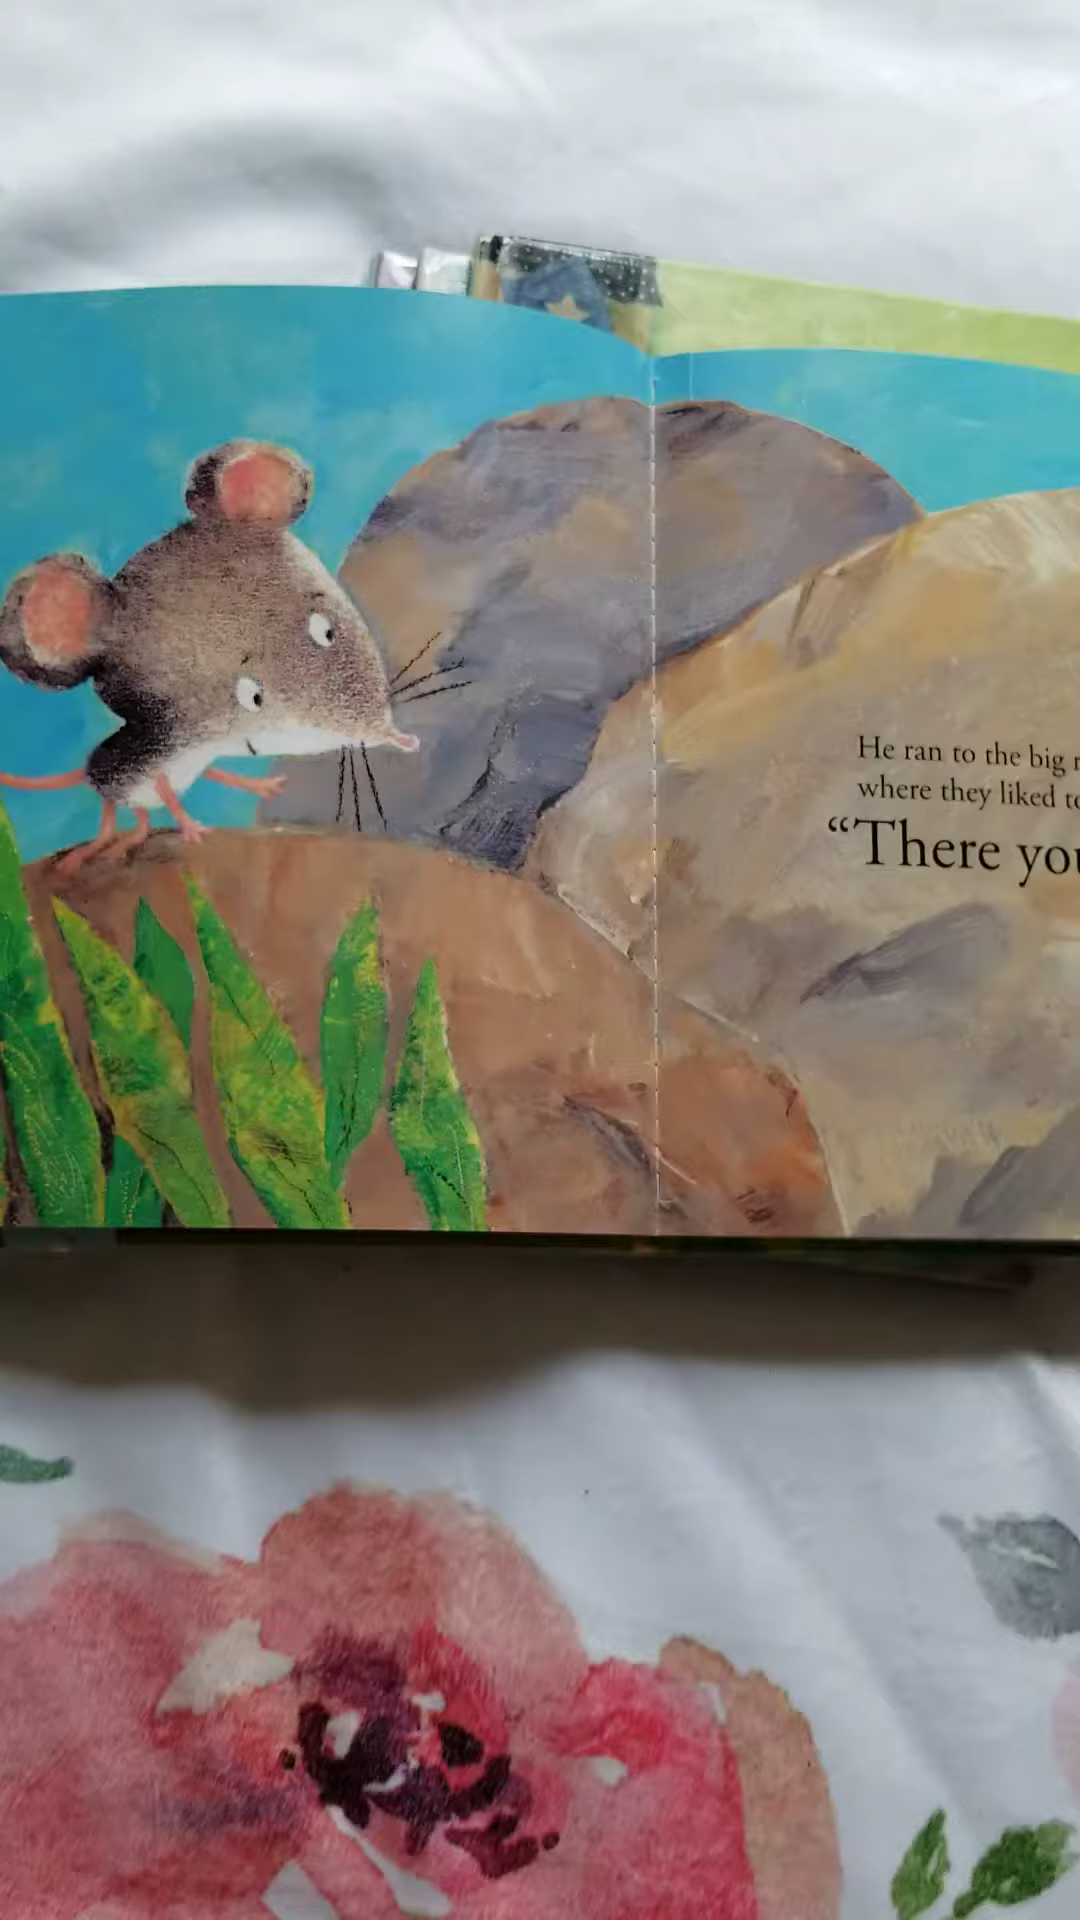 He ran to the big
where they liked
“There you